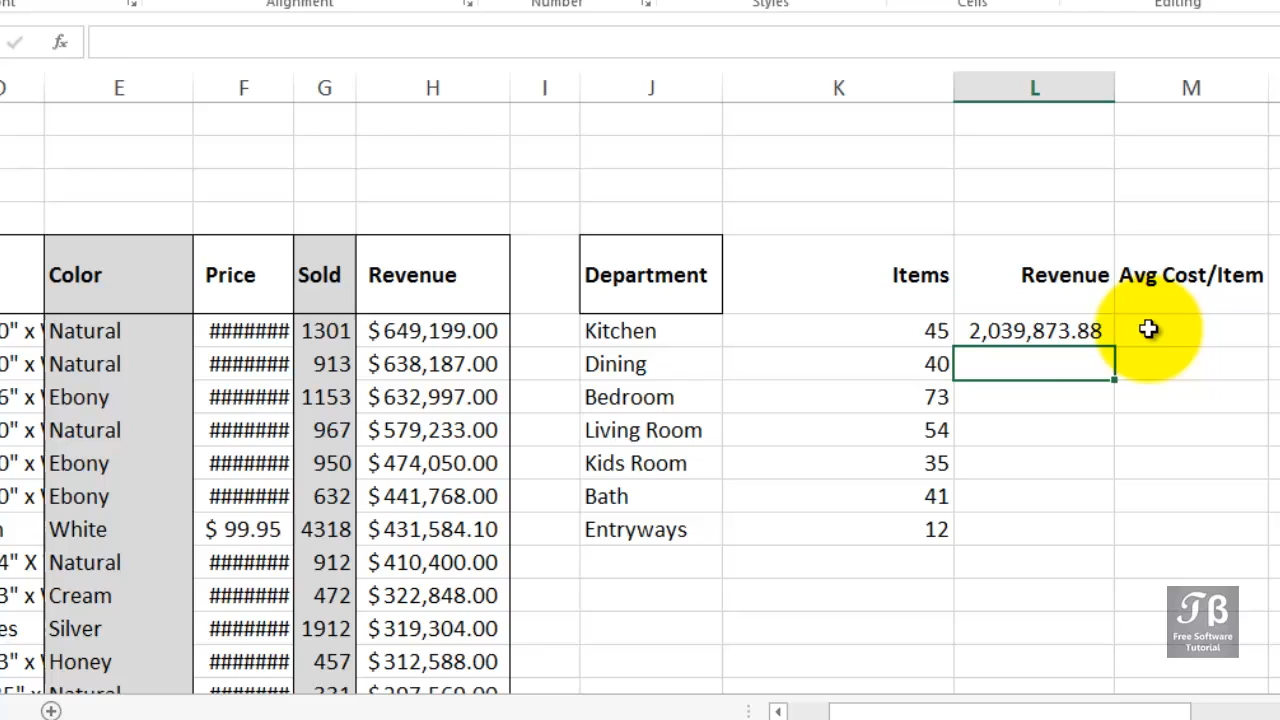 Alignment Number Styles Cells Editing
fx
E F G H I J K L M
Color Price Sold Revenue Department Items Revenue Avg Cost/Item
0" x Natural ####### 1301 $649,199.00 Kitchen 45 2,039,873.88
0" x Natural ####### 913 $638,187.00 Dining 40
6" x Ebony ####### 1153 $632,997.00 Bedroom 73
0" x Natural ####### 967 $579,233.00 Living Room 54
0" x Ebony ####### 950 $474,050.00 Kids Room 35
0" x Ebony ####### 632 $441,768.00 Bath 41
White $ 99.95 4318 $431,584.10 Entryways 12
4" X Natural ####### 912 $410,400.00
3" x Cream ####### 472 $322,848.00
es Silver ####### 1912 $319,304.00
3" x Honey ####### 457 $312,588.00
Natural ####### 331 $297,569.00
Free Software
Tutorial